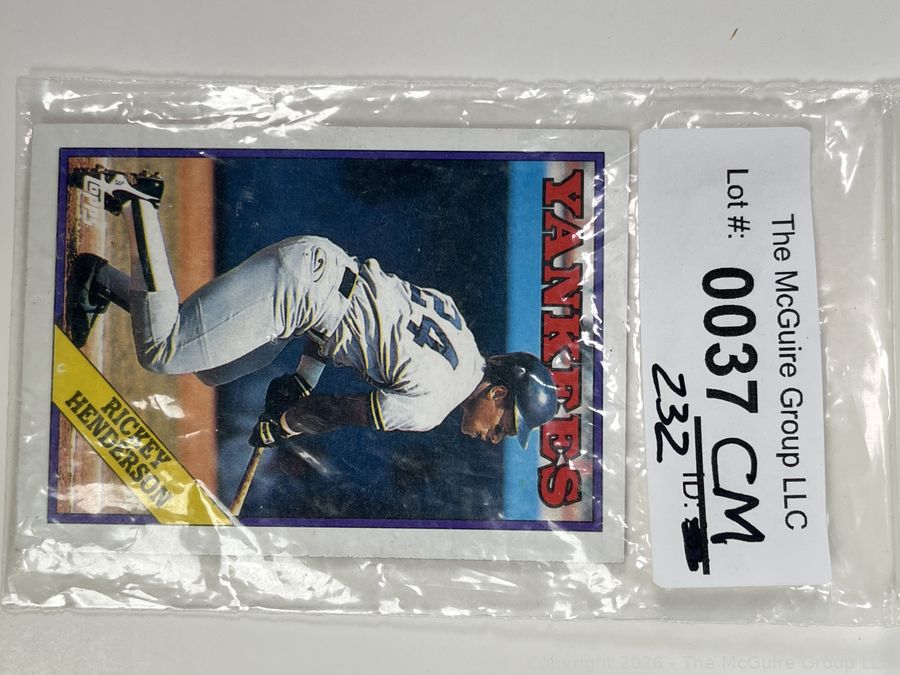 YANKEES
topps
24
RICKEY
HENDERSON
The McGuire Group LLC
Lot #: 0037 CM
232 ID:
Copyright 2026 - The McGuire Group LLC